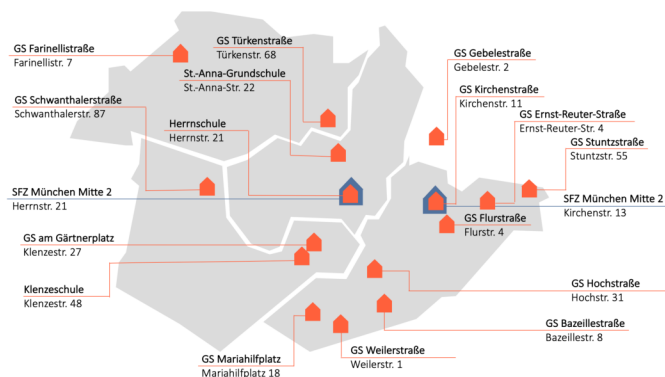 GS Farinellistraße
Farinellistr. 7
GS Türkenstraße
Türkenstr. 68
St.-Anna-Grundschule
St.-Anna-Str. 22
GS Schwanthalerstraße
Schwanthalerstr. 87
Herrnschule
Herrnstr. 21
SFZ München Mitte 2
Herrnstr. 21
GS am Gärtnerplatz
Klenzestr. 27
Klenzeschule
Klenzestr. 48
GS Mariahilfplatz
Mariahilfplatz 18
GS Weilerstraße
Weilerstr. 1
GS Gebelestraße
Gebelestr. 2
GS Kirchenstraße
Kirchenstr. 11
GS Ernst-Reuter-Straße
Ernst-Reuter-Str. 4
GS Stuntzstraße
Stuntzstr. 55
SFZ München Mitte 2
Kirchenstr. 13
GS Flurstraße
Flurstr. 4
GS Hochstraße
Hochstr. 31
GS Bazeillestraße
Bazeillestr. 8